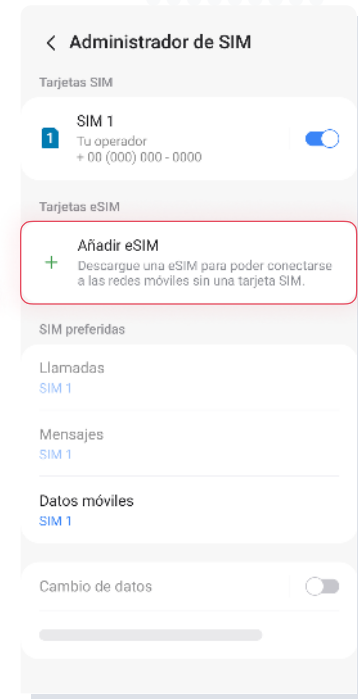 Administrador de SIM
Tarjetas SIM
SIM 1
1
Tu operador
+ 00 (000) 000 - 0000
Tarjetas eSIM
Añadir eSIM
Descargue una eSIM para poder conectarse
a las redes móviles sin una tarjeta SIM.
SIM preferidas
Llamadas
SIM 1
Mensajes
SIM 1
Datos móviles
SIM 1
Cambio de datos